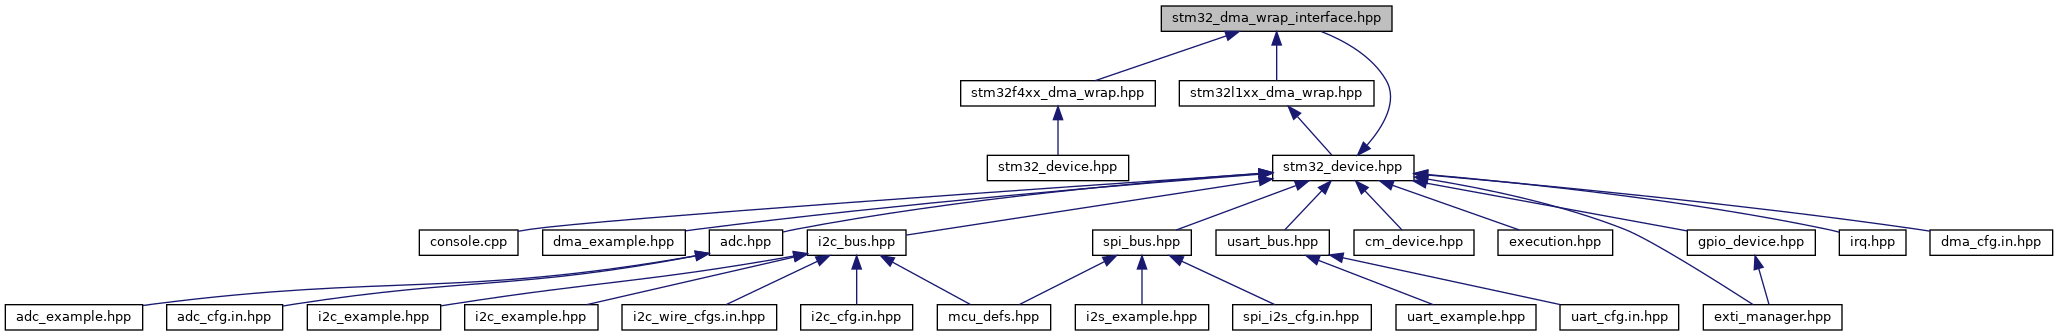 stm32_dma_wrap_interface.hpp
stm32f4xx_dma_wrap.hpp
stm32l1xx_dma_wrap.hpp
stm32_device.hpp
stm32_device.hpp
console.cpp
dma_example.hpp
adc.hpp
i2c_bus.hpp
spi_bus.hpp
usart_bus.hpp
cm_device.hpp
execution.hpp
gpio_device.hpp
irq.hpp
dma_cfg.in.hpp
adc_example.hpp
adc_cfg.in.hpp
i2c_example.hpp
i2c_example.hpp
i2c_wire_cfgs.in.hpp
i2c_cfg.in.hpp
mcu_defs.hpp
i2s_example.hpp
spi_i2s_cfg.in.hpp
uart_example.hpp
uart_cfg.in.hpp
exti_manager.hpp